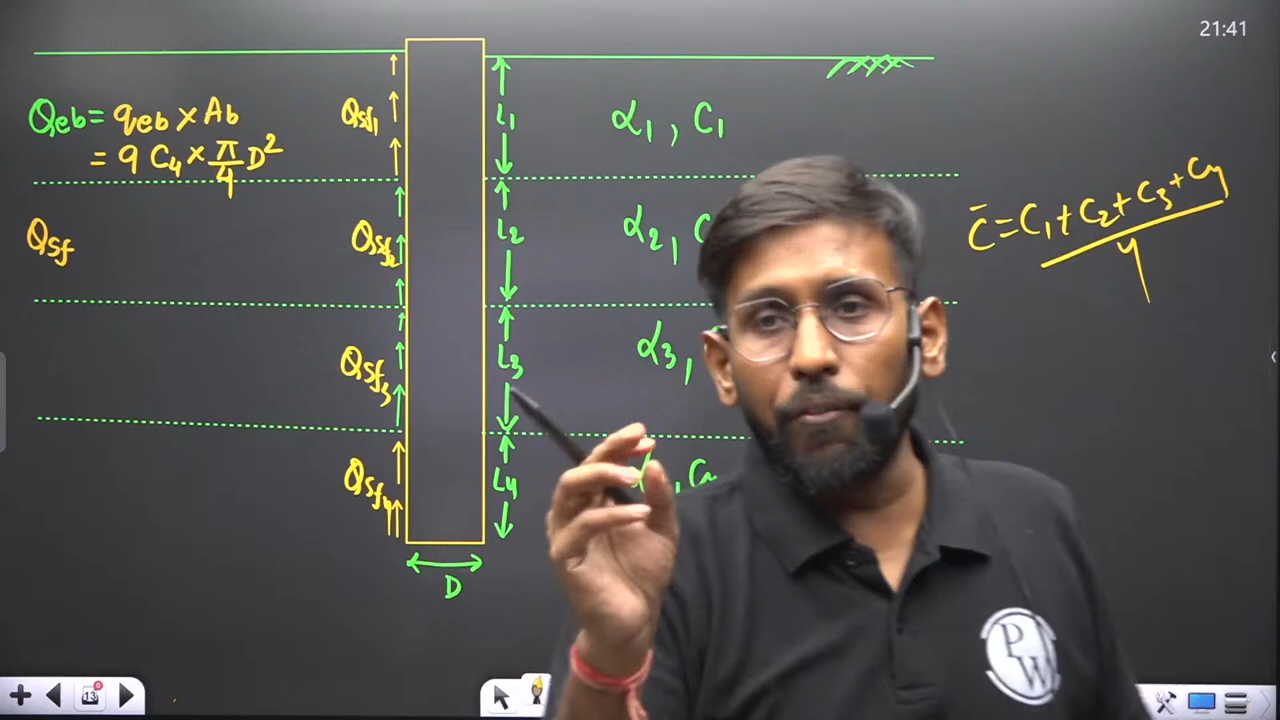 21:41
Qeb = qeb × Ab
= 9 C4 × π/4 D²
Qsf
Qsf1
Qsf2
Qsf3
Qsf4
L1
L2
L3
L4
D
α1 , C1
α2, C
α3,
, C4
C̄ = C1 + C2 + C3 + C4
4
PW
13